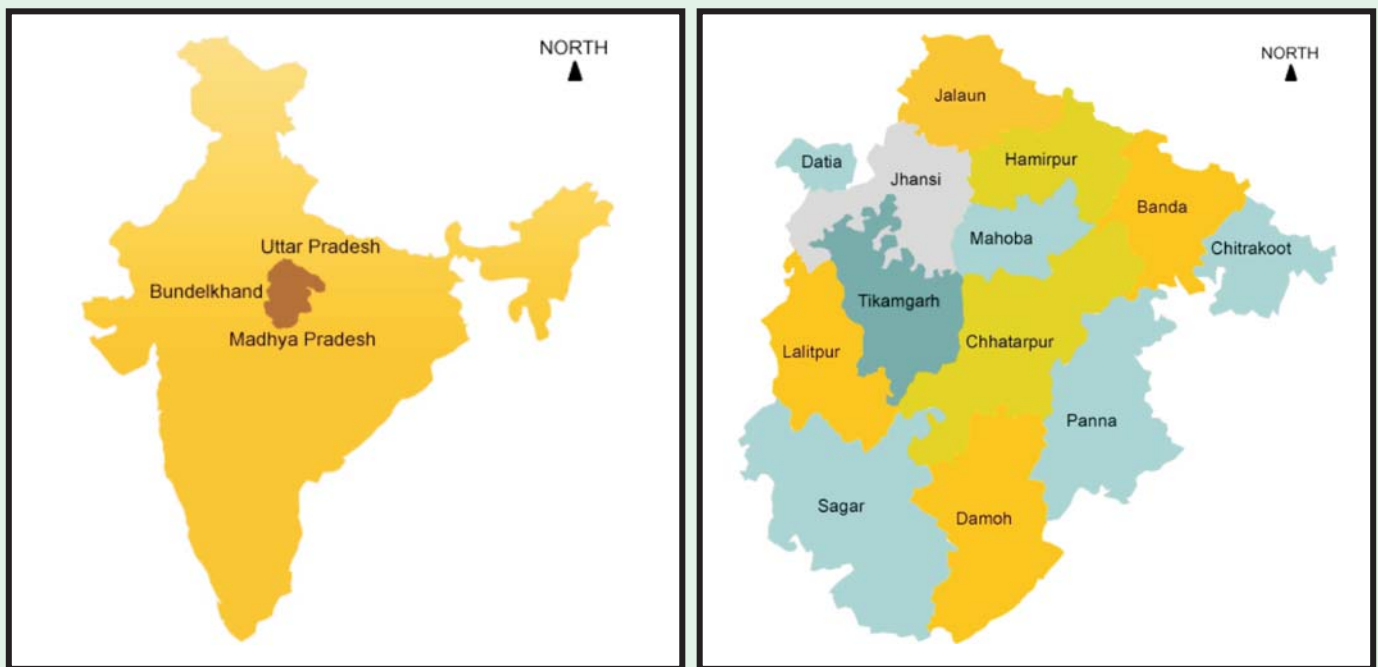 NORTH
Uttar Pradesh
Bundelkhand
Madhya Pradesh
NORTH
Jalaun
Datia
Hamirpur
Jhansi
Banda
Mahoba
Chitrakoot
Tikamgarh
Chhatarpur
Lalitpur
Panna
Sagar
Damoh